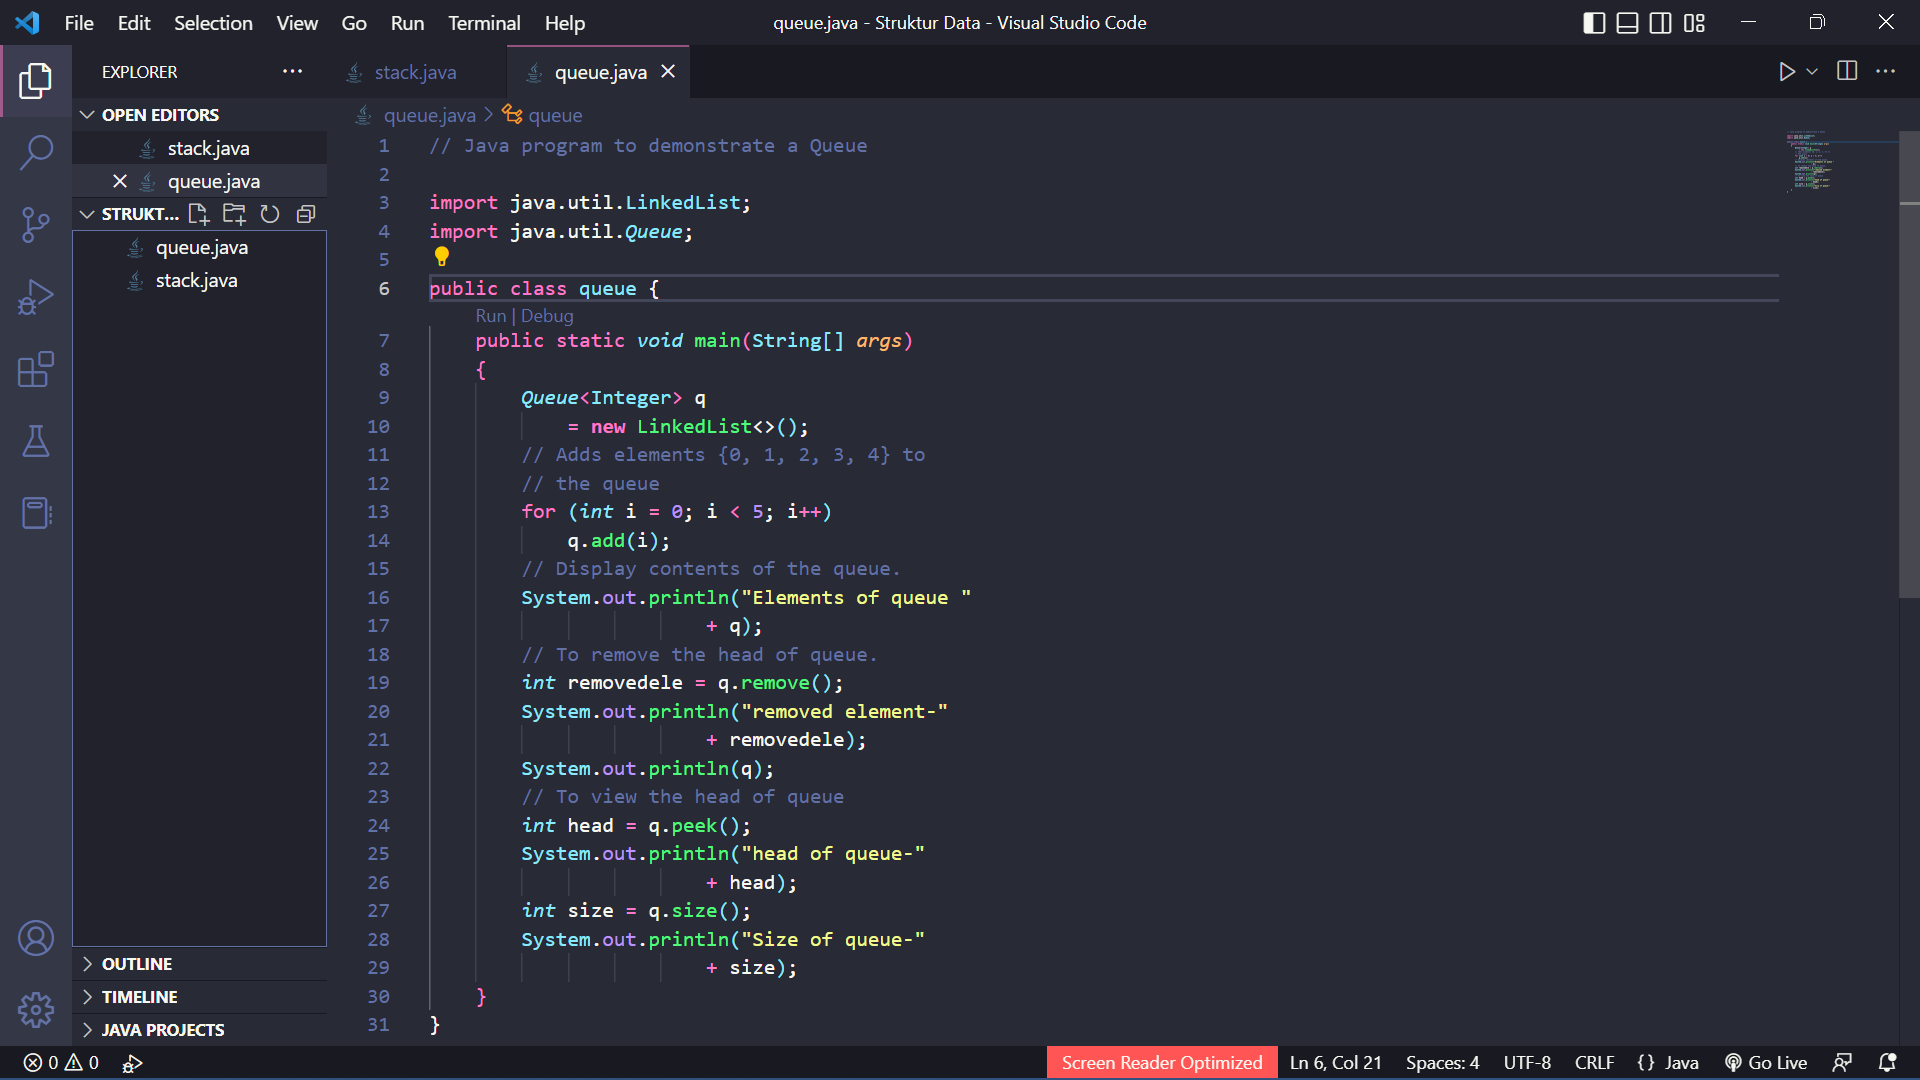 File Edit Selection View Go Run Terminal Help
queue.java - Struktur Data - Visual Studio Code
EXPLORER
OPEN EDITORS
stack.java
queue.java
STRUKT...
queue.java
stack.java
OUTLINE
TIMELINE
JAVA PROJECTS
stack.java
queue.java
queue.java > queue
1 // Java program to demonstrate a Queue
2
3 import java.util.LinkedList;
4 import java.util.Queue;
5
6 public class queue {
Run | Debug
7 public static void main(String[] args)
8 {
9 Queue<Integer> q
10 = new LinkedList<>();
11 // Adds elements {0, 1, 2, 3, 4} to
12 // the queue
13 for (int i = 0; i < 5; i++)
14 q.add(i);
15 // Display contents of the queue.
16 System.out.println("Elements of queue "
17 + q);
18 // To remove the head of queue.
19 int removedele = q.remove();
20 System.out.println("removed element-"
21 + removedele);
22 System.out.println(q);
23 // To view the head of queue
24 int head = q.peek();
25 System.out.println("head of queue-"
26 + head);
27 int size = q.size();
28 System.out.println("Size of queue-"
29 + size);
30 }
31 }
0 0
Screen Reader Optimized
Ln 6, Col 21
Spaces: 4
UTF-8
CRLF
{} Java
Go Live